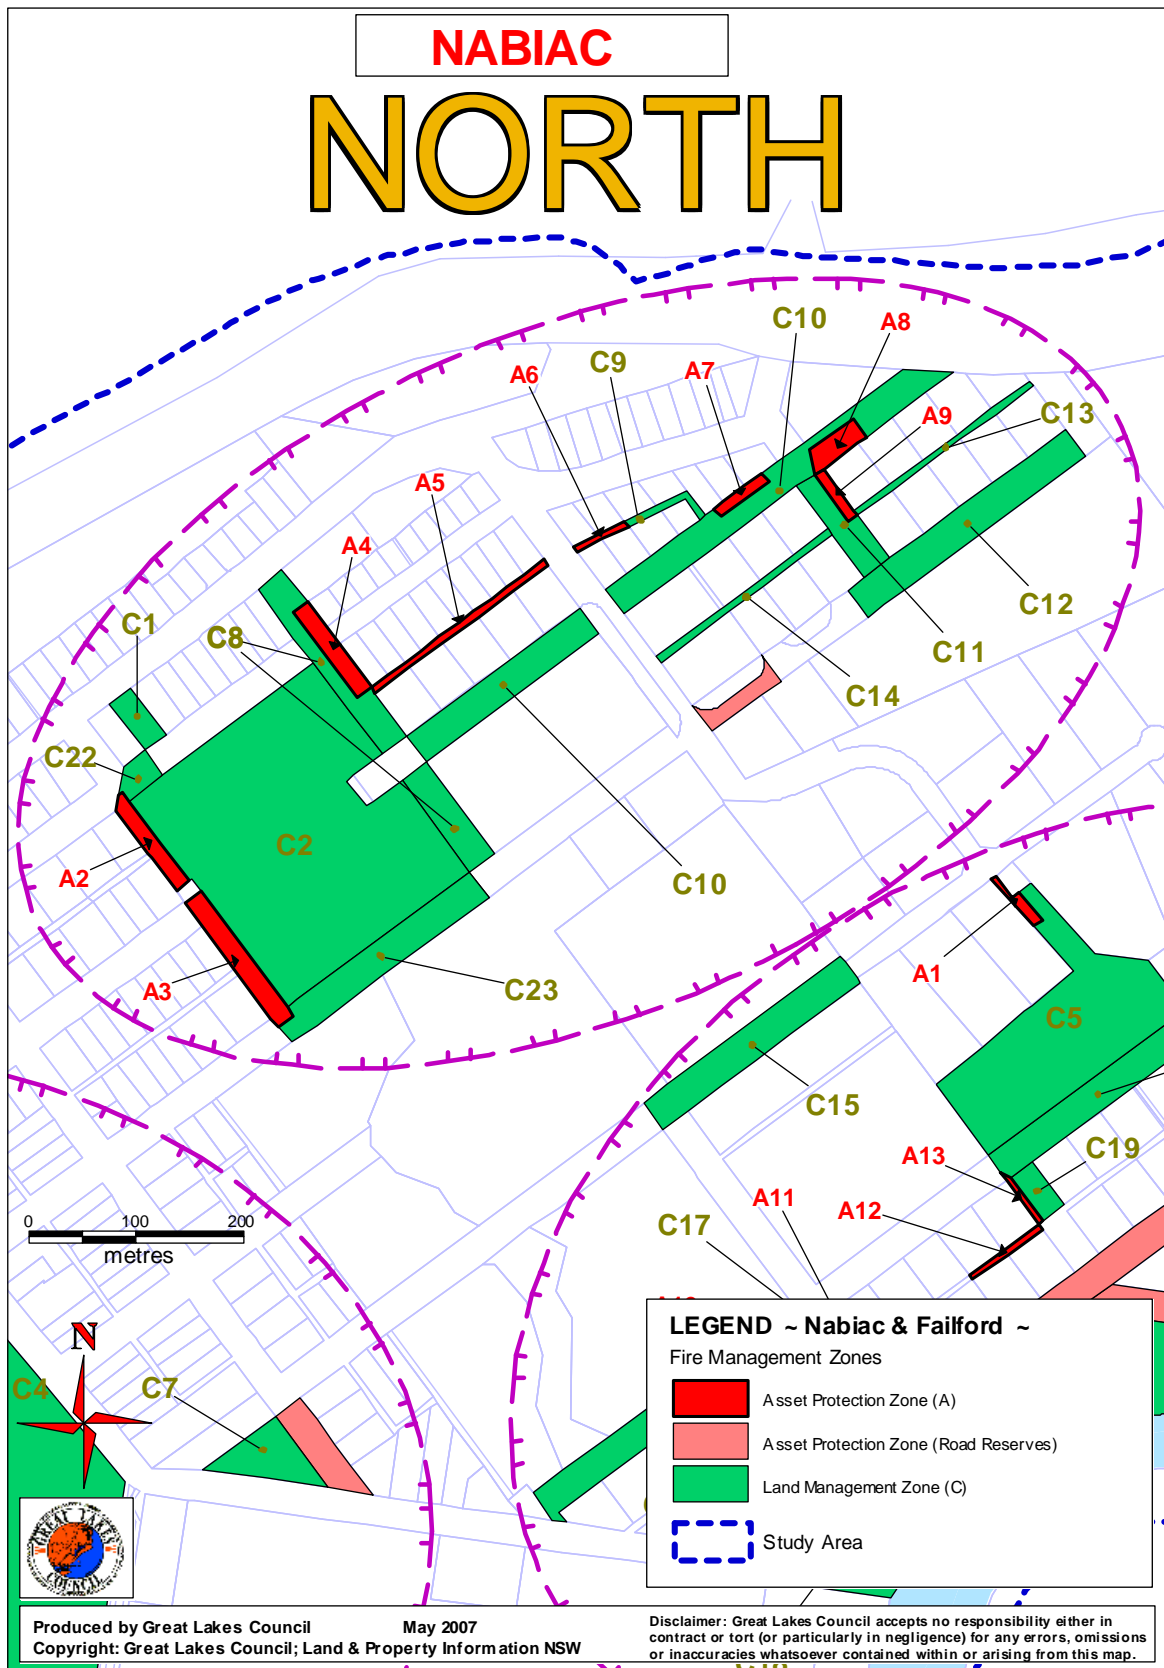 NABIAC
NORTH
C10
A8
A6
C9
A7
A9
C13
A5
A4
C1
C8
C12
C11
C14
C22
C2
A2
C10
A3
C23
A1
C5
C15
A13
C19
A11
A12
C17
0 100 200
metres
N
C4
C7
LEGEND ~ Nabiac & Failford ~
Fire Management Zones
Asset Protection Zone (A)
Asset Protection Zone (Road Reserves)
Land Management Zone (C)
Study Area
GREAT LAKES
COUNCIL
Produced by Great Lakes Council May 2007
Copyright: Great Lakes Council; Land & Property Information NSW
Disclaimer: Great Lakes Council accepts no responsibility either in
contract or tort (or particularly in negligence) for any errors, omissions
or inaccuracies whatsoever contained within or arising from this map.